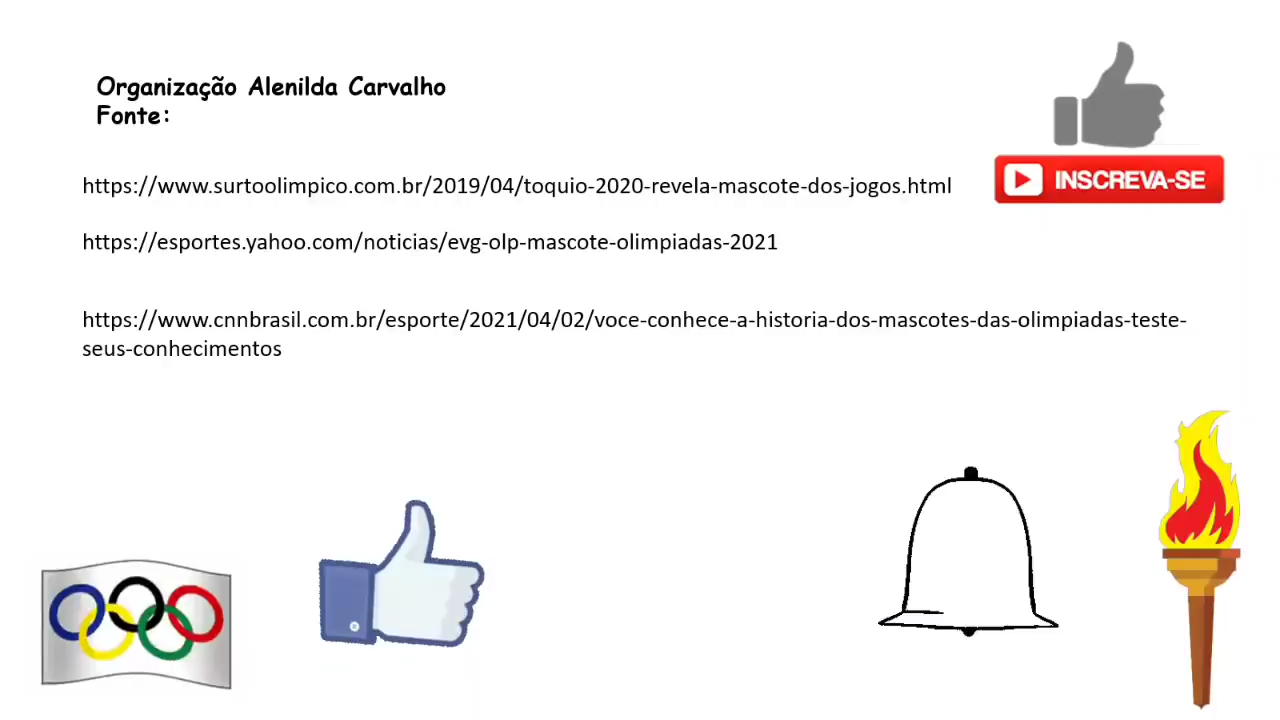 Organização Alenilda Carvalho
Fonte:
https://www.surtoolimpico.com.br/2019/04/toquio-2020-revela-mascote-dos-jogos.html
INSCREVA-SE
https://esportes.yahoo.com/noticias/evg-olp-mascote-olimpiadas-2021
https://www.cnnbrasil.com.br/esporte/2021/04/02/voce-conhece-a-historia-dos-mascotes-das-olimpiadas-teste-
seus-conhecimentos